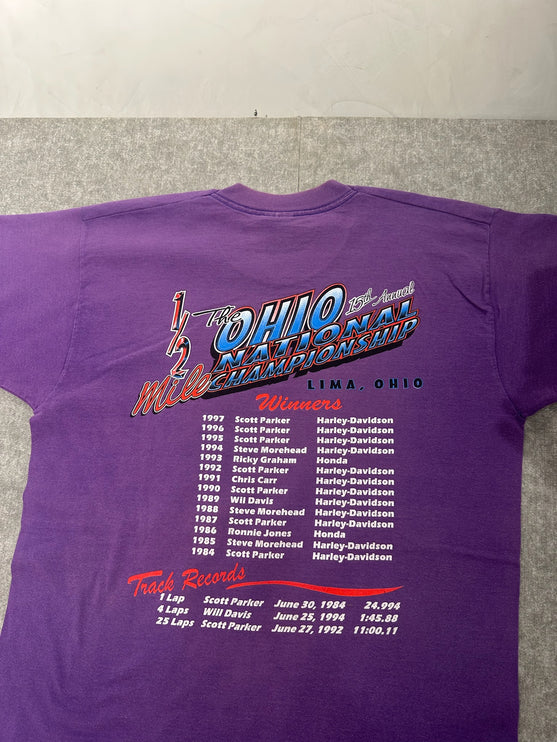 1/2 The OHIO 15th Annual
NATIONAL
Mile CHAMPIONSHIP
LIMA, OHIO
Winners
1997 Scott Parker Harley-Davidson
1996 Scott Parker Harley-Davidson
1995 Scott Parker Harley-Davidson
1994 Steve Morehead Harley-Davidson
1993 Ricky Graham Honda
1992 Scott Parker Harley-Davidson
1991 Chris Carr Harley-Davidson
1990 Scott Parker Harley-Davidson
1989 Wil Davis Harley-Davidson
1988 Steve Morehead Harley-Davidson
1987 Scott Parker Harley-Davidson
1986 Ronnie Jones Honda
1985 Steve Morehead Harley-Davidson
1984 Scott Parker Harley-Davidson
Track Records
1 Lap Scott Parker June 30, 1984 24.994
4 Laps Will Davis June 25, 1994 1:45.88
25 Laps Scott Parker June 27, 1992 11:00.11